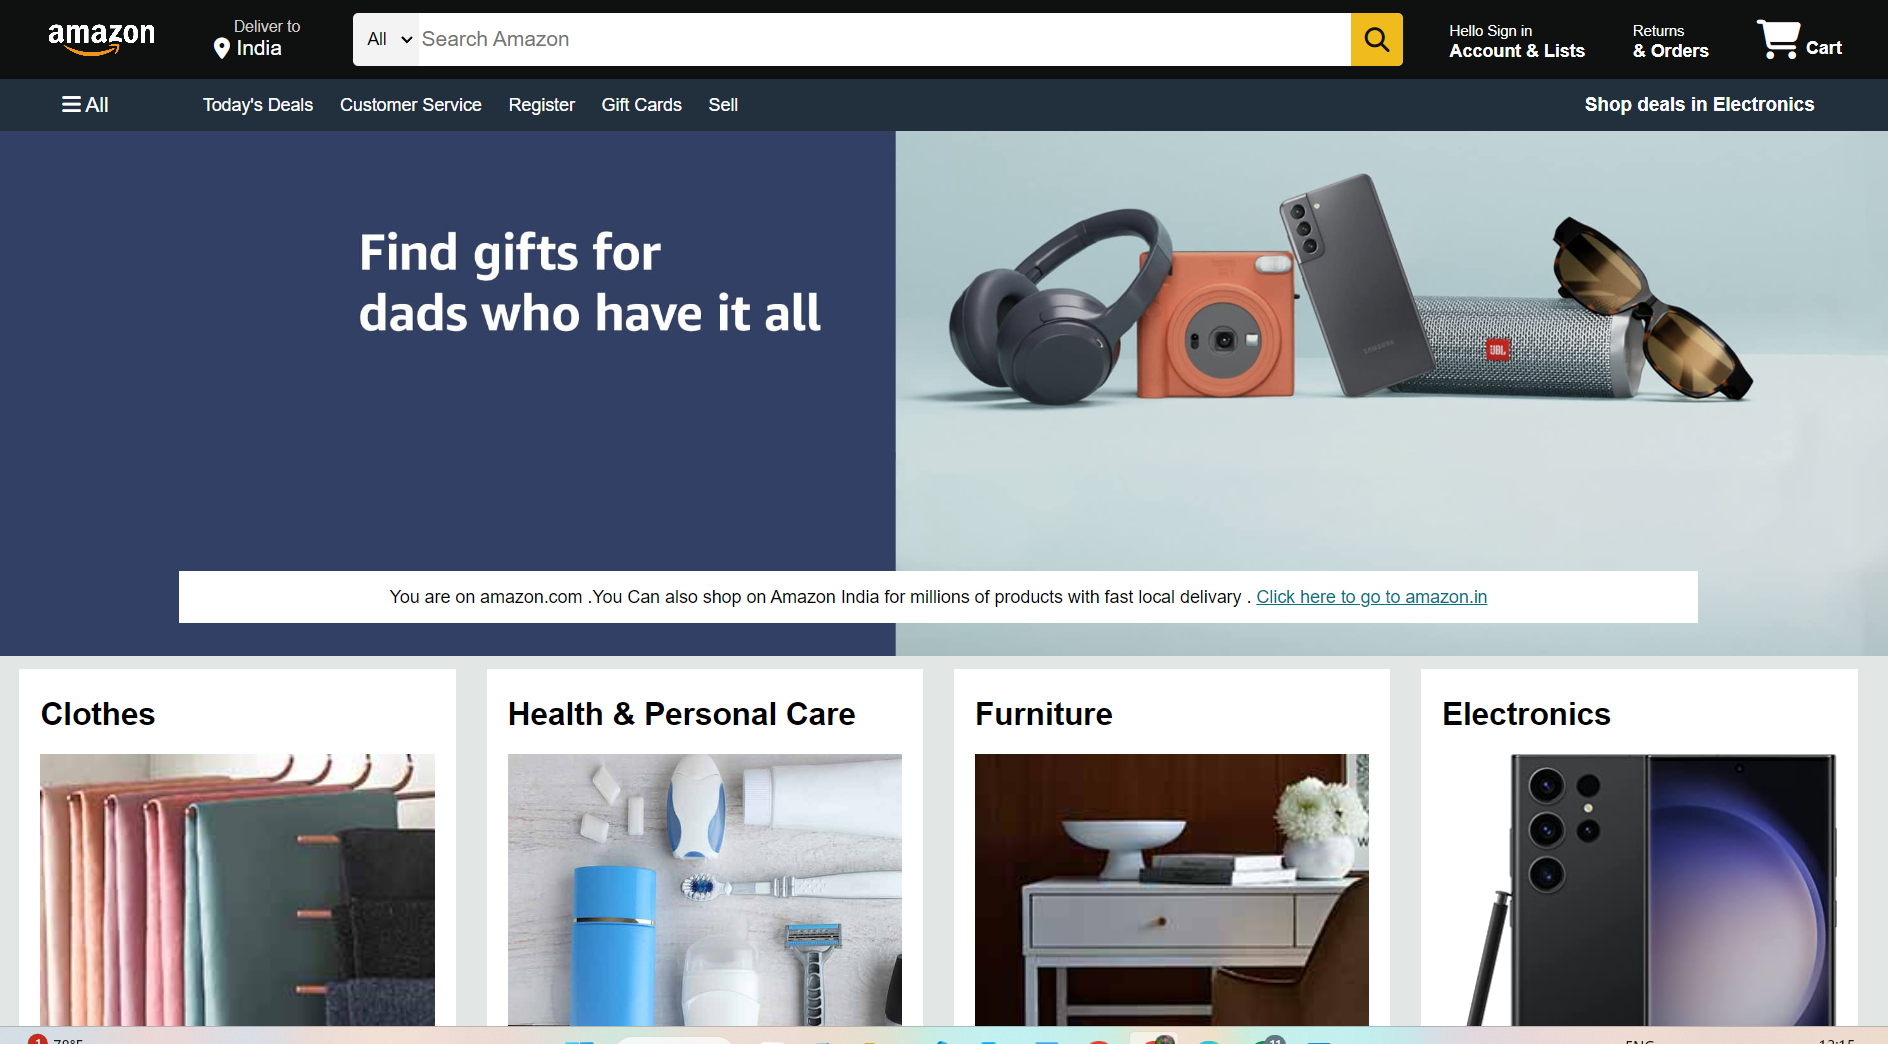 amazon
Deliver to
India
All
Search Amazon
Hello Sign in
Account & Lists
Returns
& Orders
Cart
All
Today's Deals
Customer Service
Register
Gift Cards
Sell
Shop deals in Electronics
Find gifts for
dads who have it all
SAMSUNG
JBL
You are on amazon.com .You Can also shop on Amazon India for millions of products with fast local delivary . Click here to go to amazon.in
Clothes
Health & Personal Care
Furniture
Electronics